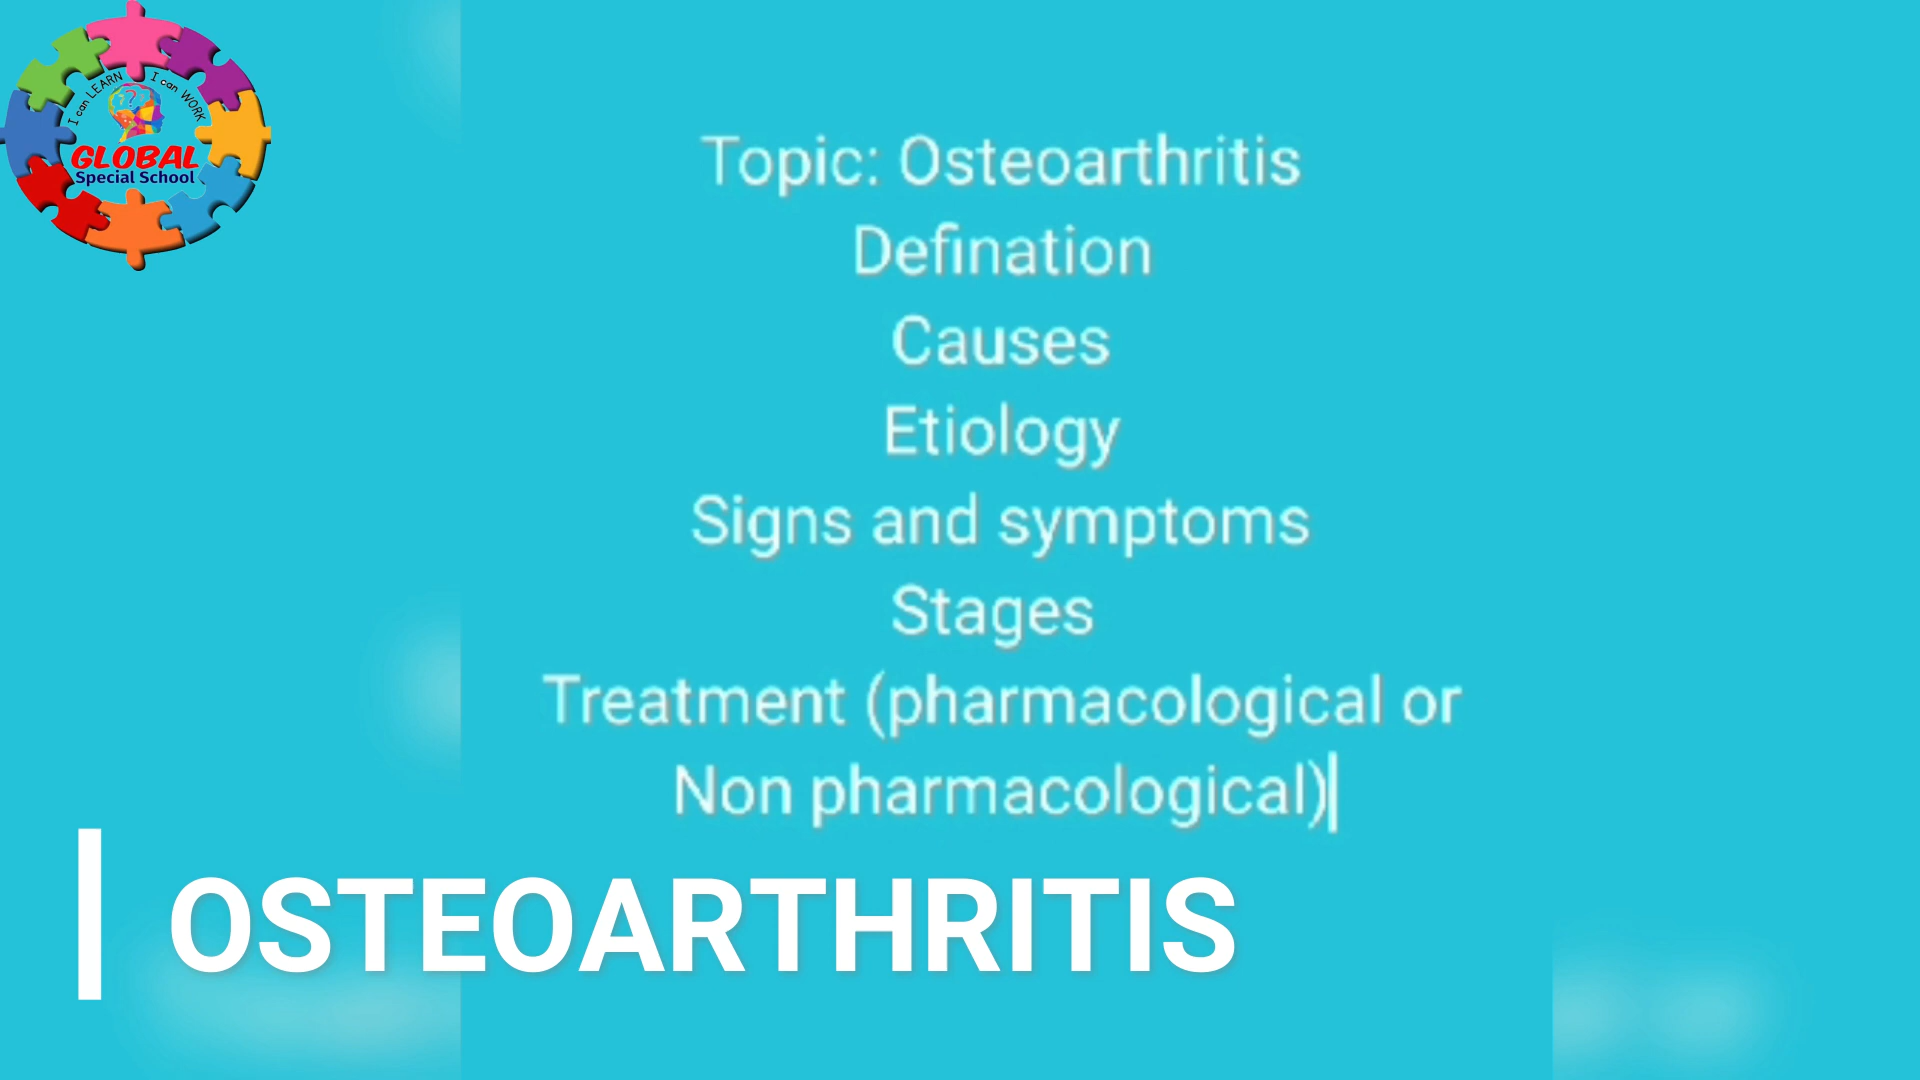 I can LEARN I can WORK
GLOBAL
Special School
Topic: Osteoarthritis
Defination
Causes
Etiology
Signs and symptoms
Stages
Treatment (pharmacological or
Non pharmacological)
OSTEOARTHRITIS